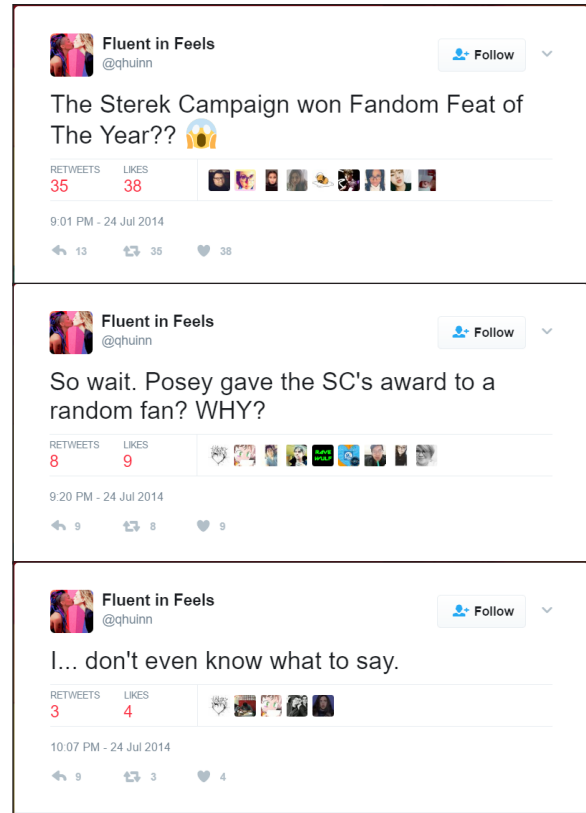 Fluent in Feels
@qhuinn
Follow
The Sterek Campaign won Fandom Feat of
The Year?? 😱
RETWEETS LIKES
35 38
9:01 PM - 24 Jul 2014
13 35 38
Fluent in Feels
@qhuinn
Follow
So wait. Posey gave the SC's award to a
random fan? WHY?
RETWEETS LIKES
8 9
9:20 PM - 24 Jul 2014
9 8 9
Fluent in Feels
@qhuinn
Follow
I... don't even know what to say.
RETWEETS LIKES
3 4
10:07 PM - 24 Jul 2014
9 3 4